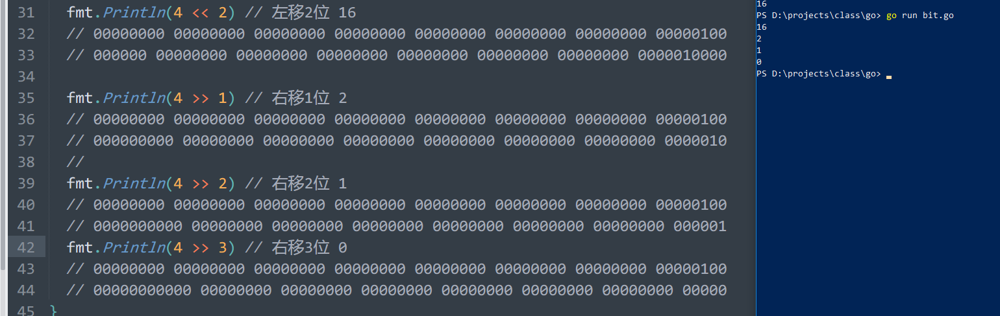 31 fmt.Println(4 << 2) // 左移2位 16
32 // 00000000 00000000 00000000 00000000 00000000 00000000 00000000 00000100
33 // 000000 00000000 00000000 00000000 00000000 00000000 00000000 0000010000
34
35 fmt.Println(4 >> 1) // 右移1位 2
36 // 00000000 00000000 00000000 00000000 00000000 00000000 00000000 00000100
37 // 000000000 00000000 00000000 00000000 00000000 00000000 00000000 0000010
38 //
39 fmt.Println(4 >> 2) // 右移2位 1
40 // 00000000 00000000 00000000 00000000 00000000 00000000 00000000 00000100
41 // 0000000000 00000000 00000000 00000000 00000000 00000000 00000000 000001
42 fmt.Println(4 >> 3) // 右移3位 0
43 // 00000000 00000000 00000000 00000000 00000000 00000000 00000000 00000100
44 // 00000000000 00000000 00000000 00000000 00000000 00000000 00000000 00000
45 }
16
PS D:\projects\class\go> go run bit.go
16
2
1
0
PS D:\projects\class\go>